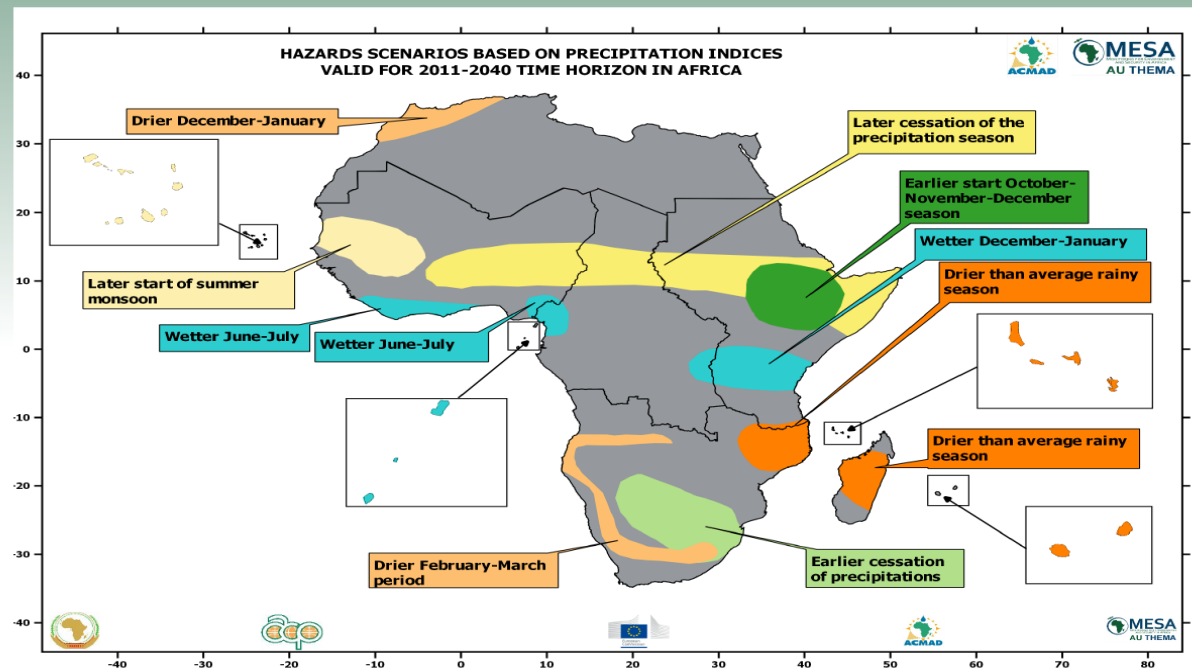 HAZARDS SCENARIOS BASED ON PRECIPITATION INDICES
VALID FOR 2011-2040 TIME HORIZON IN AFRICA
ACMAD
MESA
AU THEMA
40
30
20
10
0
-10
-20
-30
-40
Drier December-January
Later cessation of the
precipitation season
Earlier start October-
November-December
season
Wetter December-January
Drier than average rainy
season
Later start of summer
monsoon
Wetter June-July
Wetter June-July
Drier than average rainy
season
Drier February-March
period
Earlier cessation
of precipitations
acp
ACMAD
MESA
AU THEMA
-40
-30
-20
-10
0
10
20
30
40
50
60
70
80